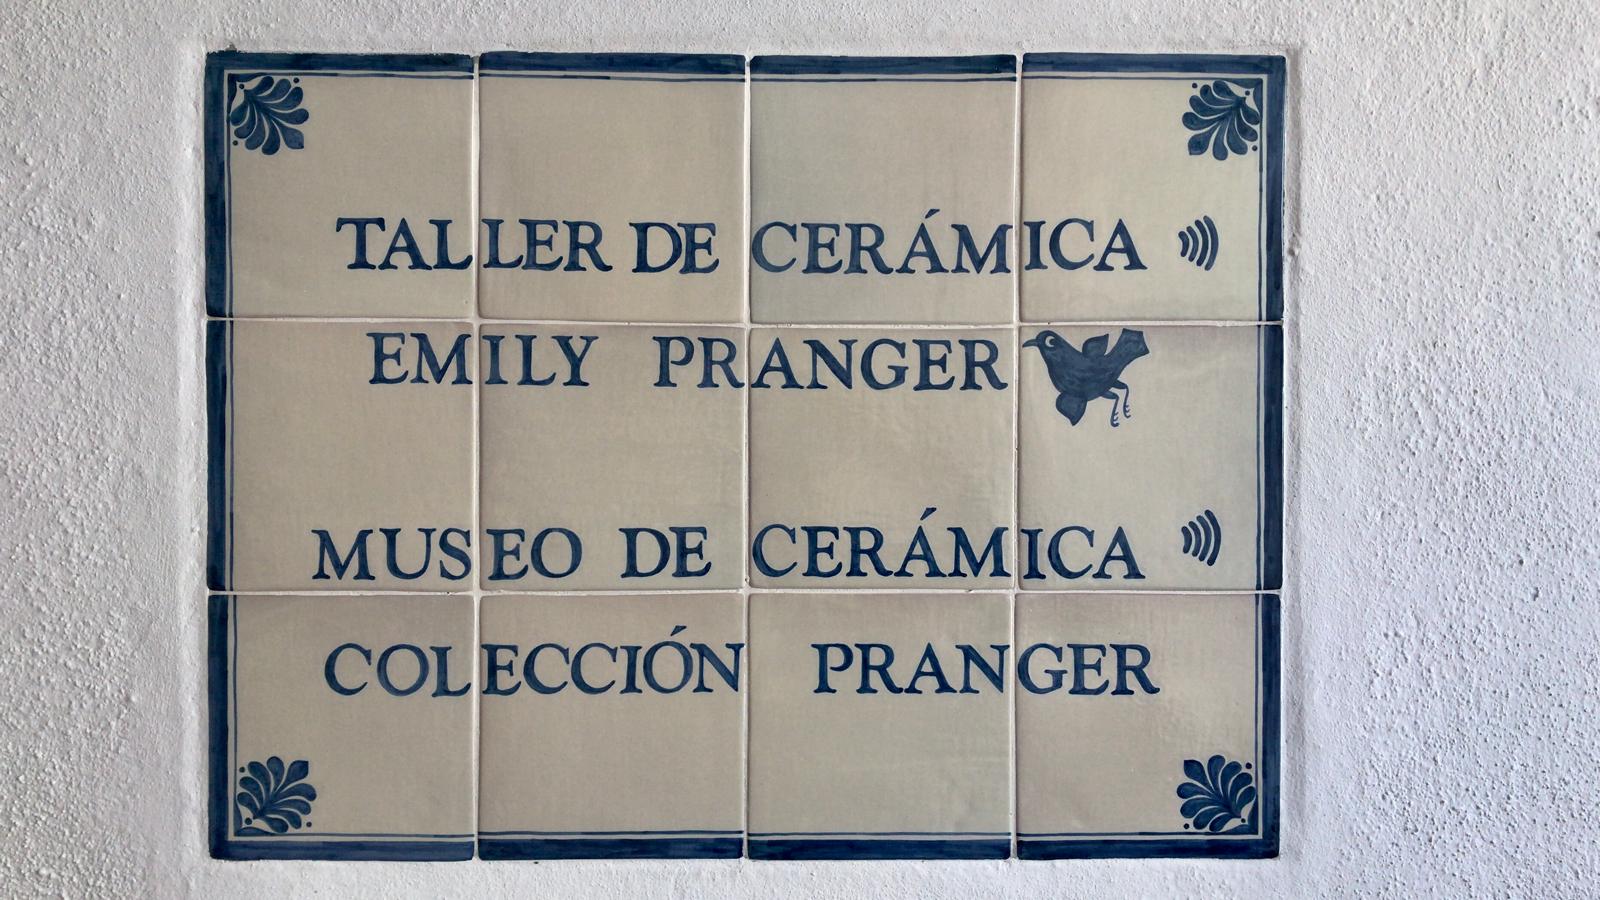 TALLER DE CERÁMICA
EMILY PRANGER
MUSEO DE CERÁMICA
COLECCIÓN PRANGER